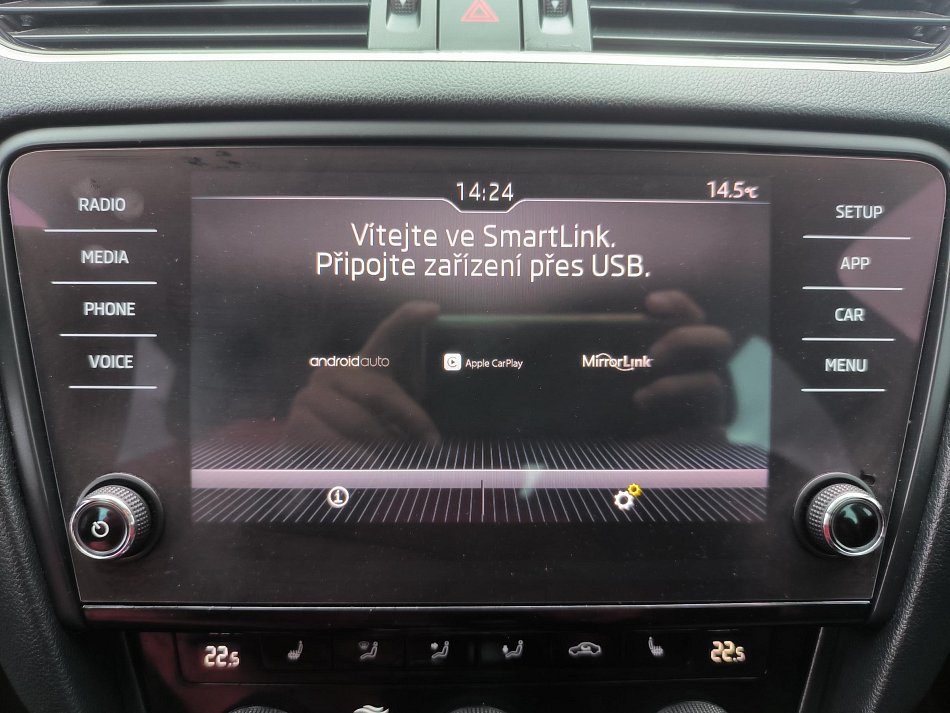 14:24
14.5°C
RADIO
MEDIA
PHONE
VOICE
Vítejte ve SmartLink.
Připojte zařízení přes USB.
androidauto
Apple CarPlay
MirrorLink
SETUP
APP
CAR
MENU
22.5
22.5